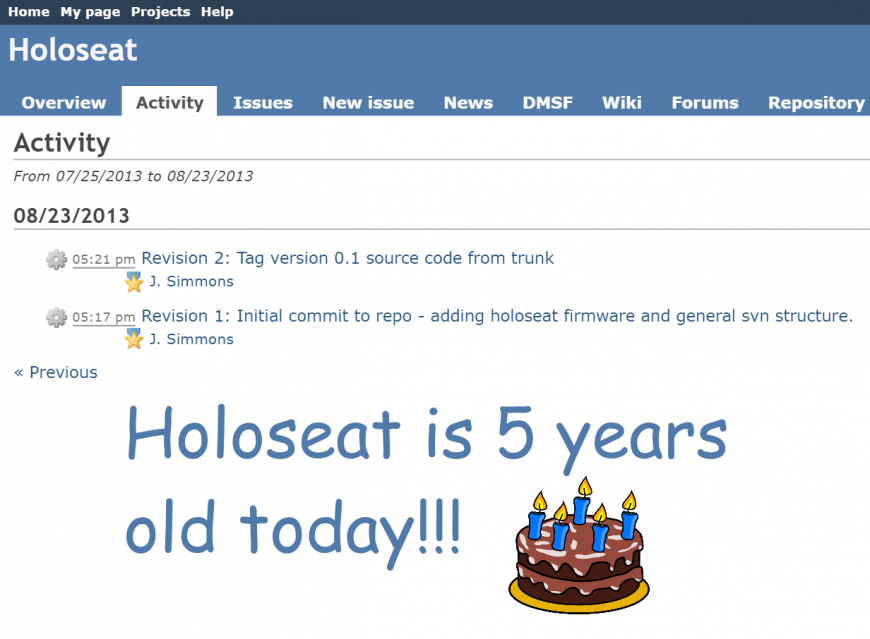 Home My page Projects Help
Holoseat
Overview Activity Issues New issue News DMSF Wiki Forums Repository
Activity
From 07/25/2013 to 08/23/2013
08/23/2013
05:21 pm Revision 2: Tag version 0.1 source code from trunk
J. Simmons
05:17 pm Revision 1: Initial commit to repo - adding holoseat firmware and general svn structure.
J. Simmons
« Previous
Holoseat is 5 years
old today!!!